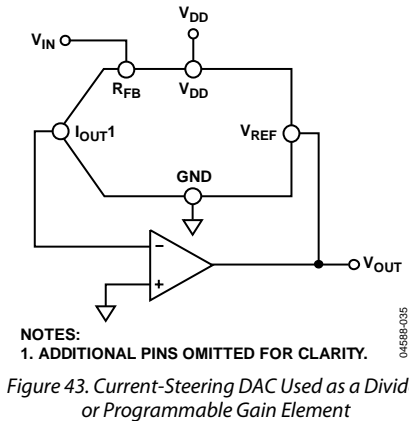 VDD
VIN
RFB VDD
IOUT1
VREF
GND
VOUT
NOTES:
1. ADDITIONAL PINS OMITTED FOR CLARITY.
04588-035
Figure 43. Current-Steering DAC Used as a Divid
or Programmable Gain Element